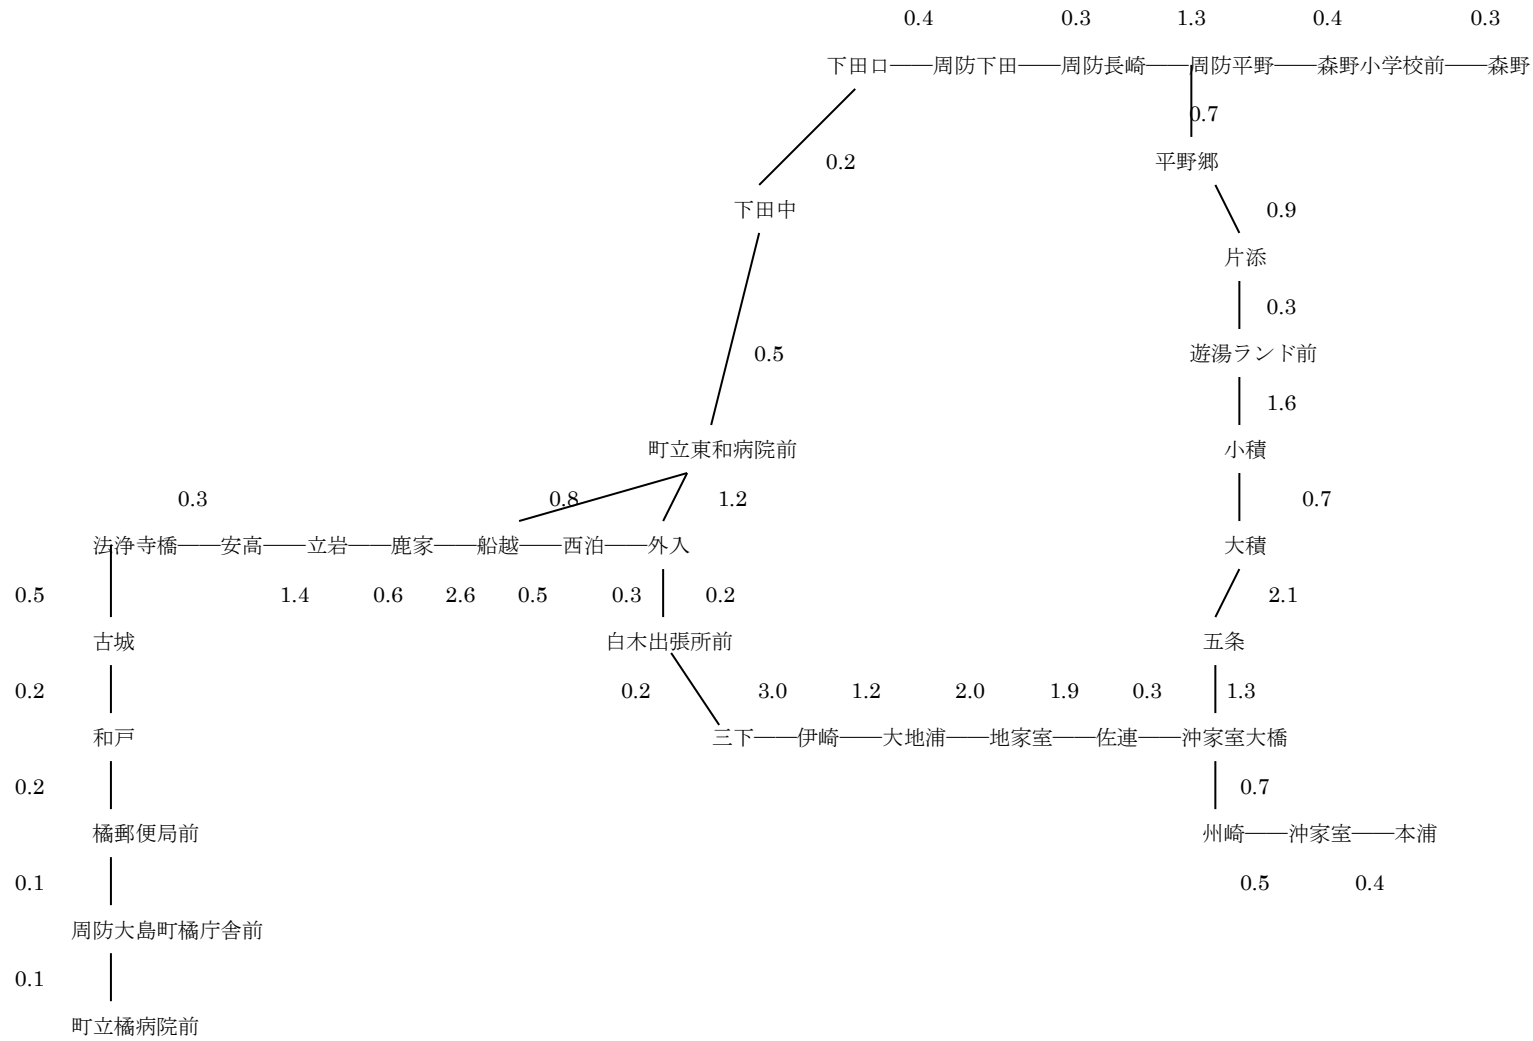 0.4 0.3 1.3 0.4 0.3
下田口――周防下田――周防長崎――周防平野――森野小学校前――森野
0.7
0.2 平野郷
下田中 0.9
片添
0.3
0.5 遊湯ランド前
1.6
町立東和病院前 小積
0.3 0.8 1.2 0.7
法浄寺橋――安高――立岩――鹿家――船越――西泊――外入 大積
0.5 1.4 0.6 2.6 0.5 0.3 0.2 2.1
古城 白木出張所前 五条
0.2 0.2 3.0 1.2 2.0 1.9 0.3 1.3
和戸 三下――伊崎――大地浦――地家室――佐連――沖家室大橋
0.2 0.7
橘郵便局前 州崎――沖家室――本浦
0.1 0.5 0.4
周防大島町橘庁舎前
0.1
町立橘病院前